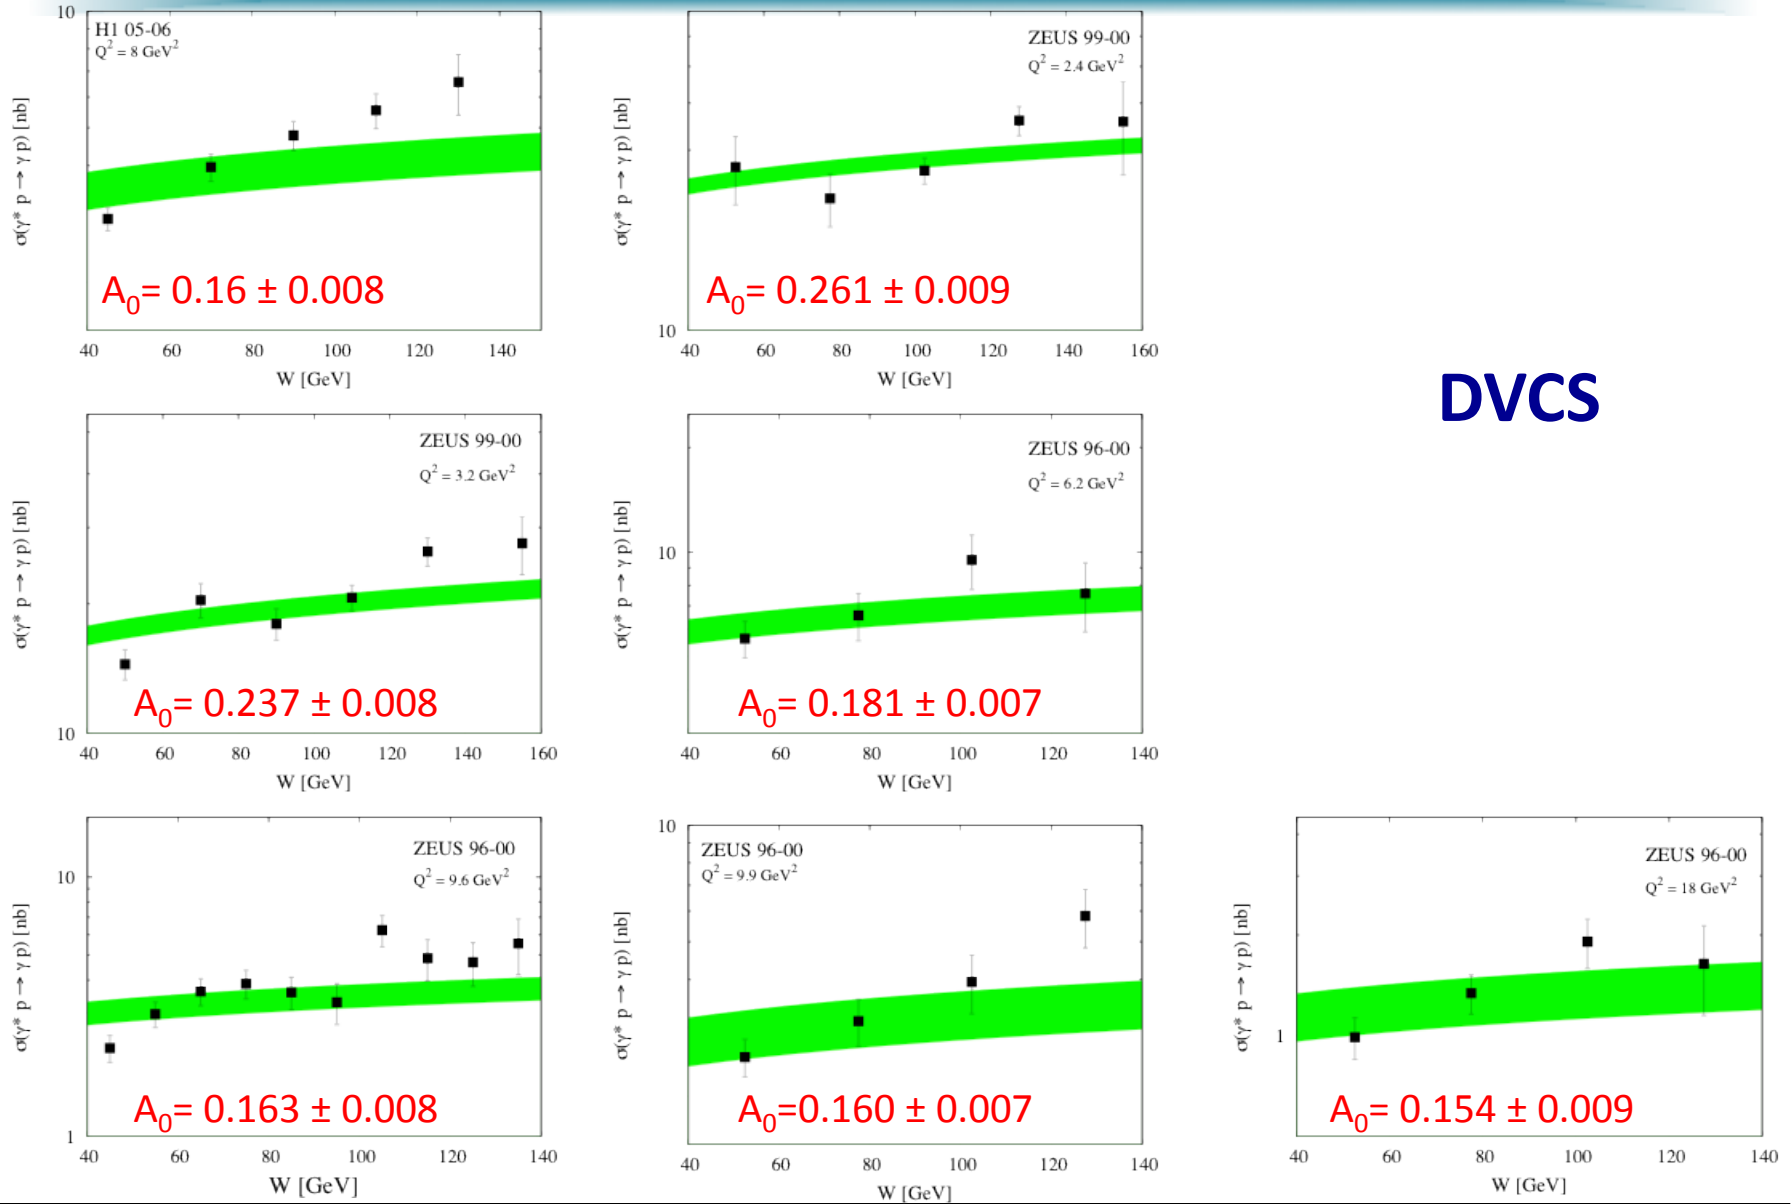 10
H1 05-06
Q² = 8 GeV²
σ(γ* p → γ p) [nb]
A₀= 0.16 ± 0.008
40 60 80 100 120 140
W [GeV]
ZEUS 99-00
Q² = 2.4 GeV²
σ(γ* p → γ p) [nb]
A₀= 0.261 ± 0.009
10
40 60 80 100 120 140 160
W [GeV]
DVCS
ZEUS 99-00
Q² = 3.2 GeV²
σ(γ* p → γ p) [nb]
A₀= 0.237 ± 0.008
10
40 60 80 100 120 140 160
W [GeV]
ZEUS 96-00
Q² = 6.2 GeV²
10
σ(γ* p → γ p) [nb]
A₀= 0.181 ± 0.007
40 60 80 100 120 140
W [GeV]
ZEUS 96-00
10
Q² = 9.6 GeV²
σ(γ* p → γ p) [nb]
A₀= 0.163 ± 0.008
1
40 60 80 100 120 140
W [GeV]
10
ZEUS 96-00
Q² = 9.9 GeV²
σ(γ* p → γ p) [nb]
A₀=0.160 ± 0.007
40 60 80 100 120 140
W [GeV]
ZEUS 96-00
Q² = 18 GeV²
σ(γ* p → γ p) [nb]
1
A₀= 0.154 ± 0.009
40 60 80 100 120 140
W [GeV]